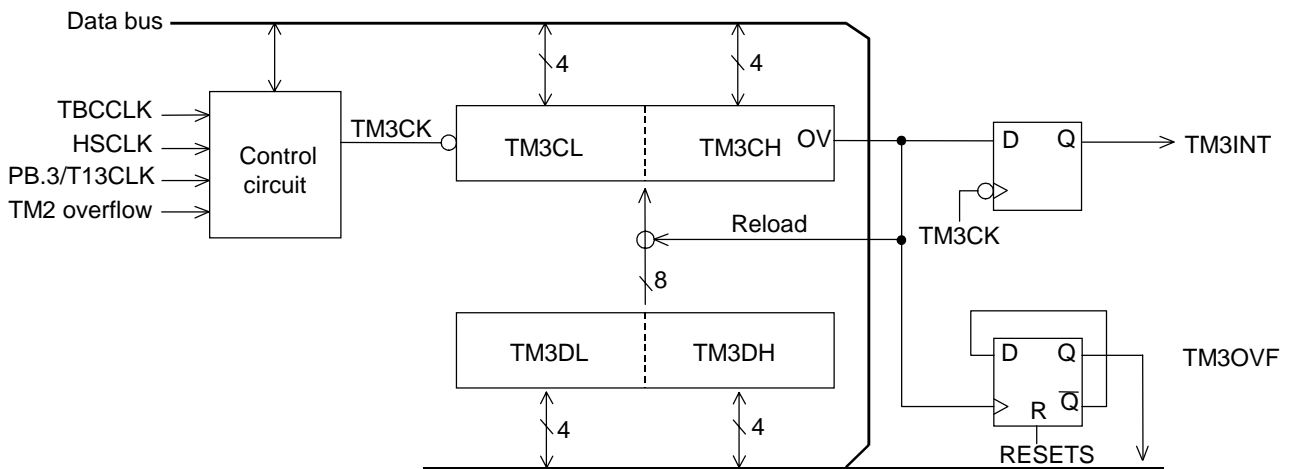 Data bus
4
4
TBCCLK
HSCLK
PB.3/T13CLK
TM2 overflow
Control
circuit
TM3CK
TM3CL
TM3CH
OV
D
Q
TM3INT
TM3CK
Reload
8
TM3DL
TM3DH
D
Q
Q
R
TM3OVF
4
4
RESETS